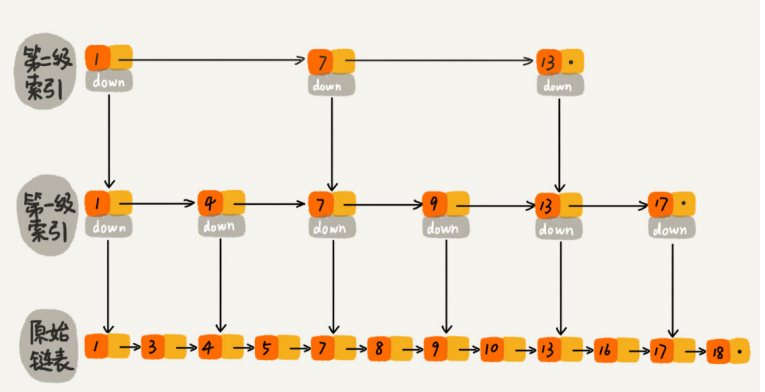 第二级
索引
1 7 13
down down down
第一级
索引
1 4 7 9 13 17
down down down down down down
原始
链表
1 3 4 5 7 8 9 10 13 16 17 18